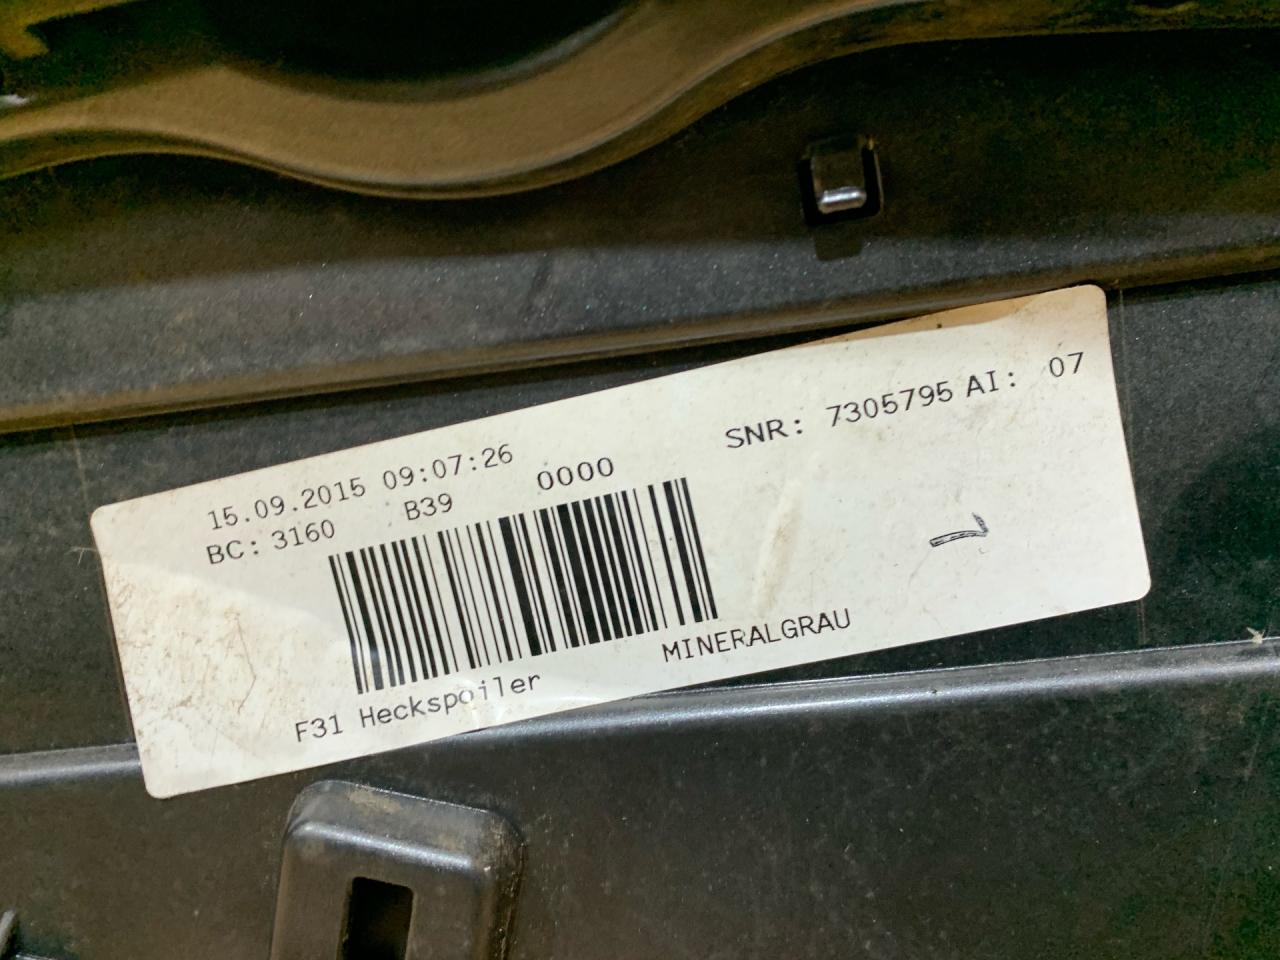 15.09.2015 09:07:26
SNR: 7305795 AI: 07
BC: 3160 B39 0000
F31 Heckspoiler
MINERALGRAU